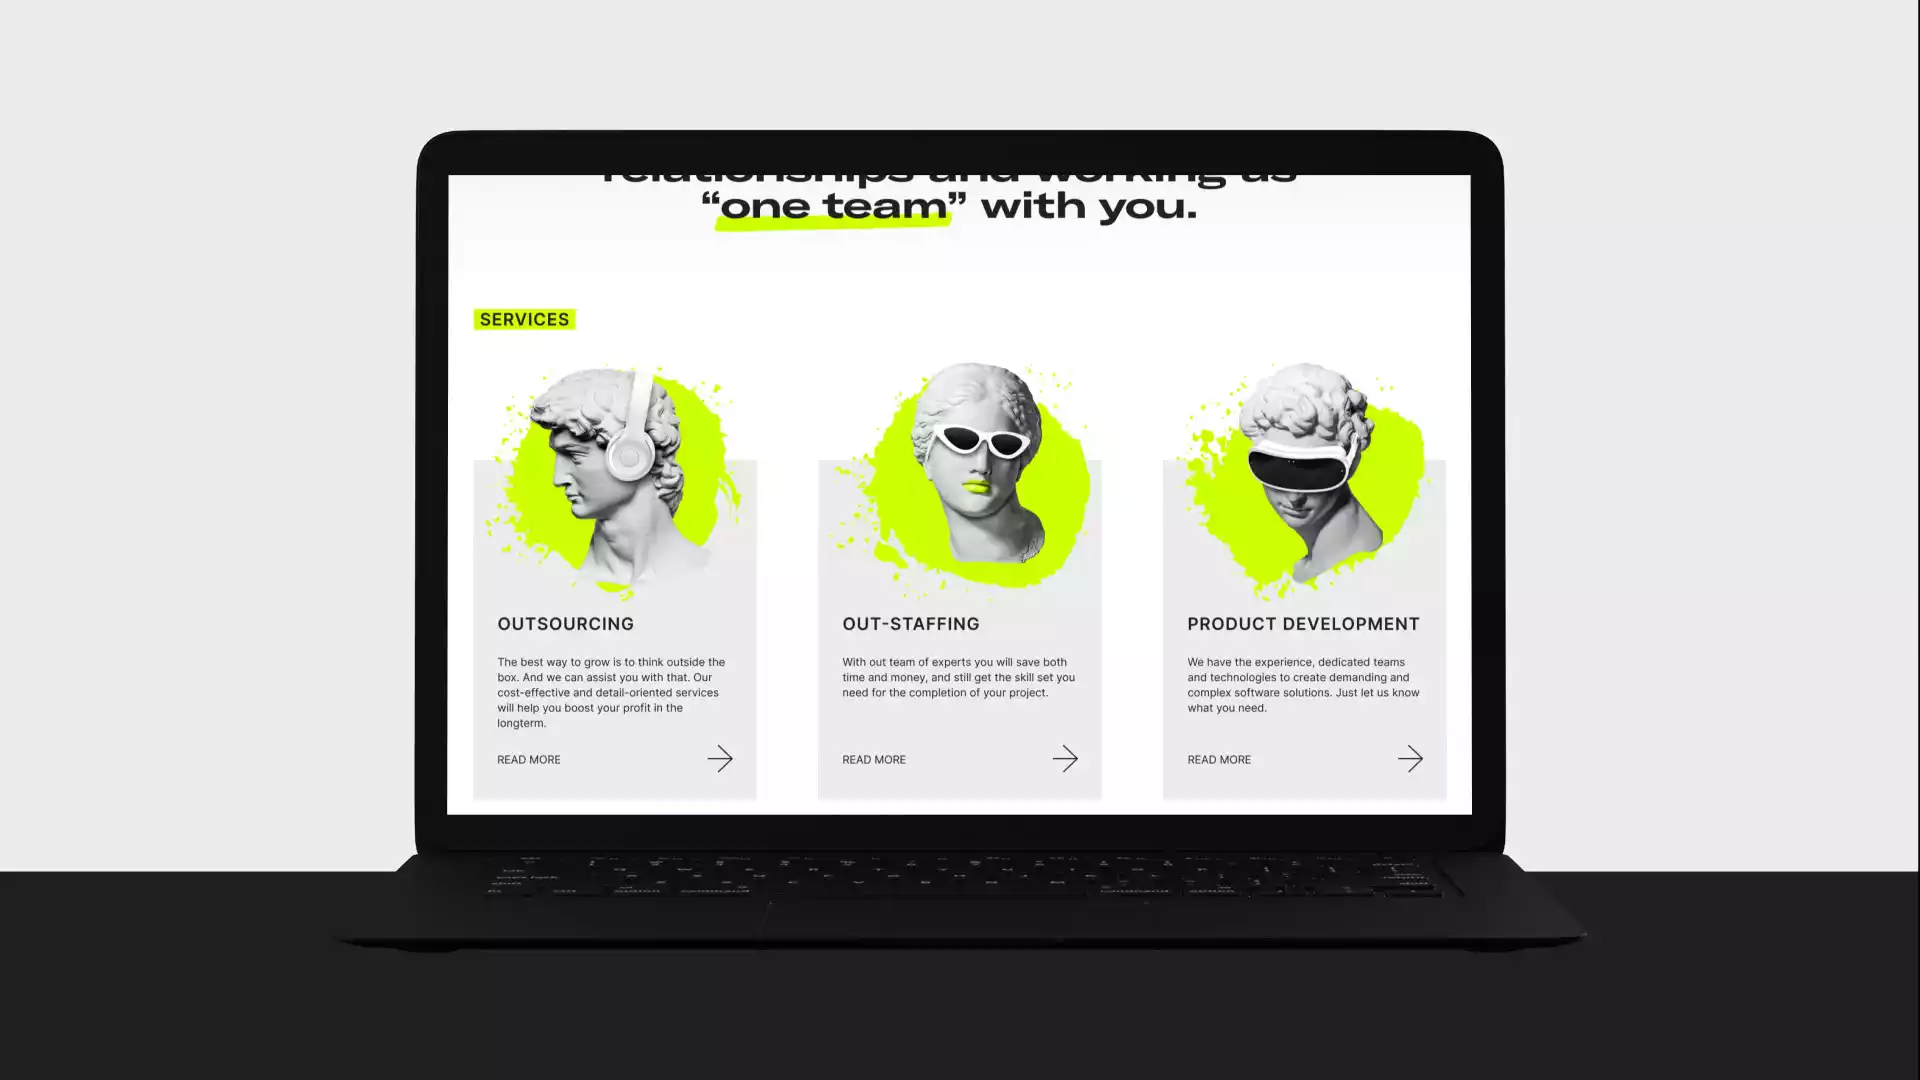 relationships and working as
“one team” with you.
SERVICES
OUTSOURCING
The best way to grow is to think outside the
box. And we can assist you with that. Our
cost-effective and detail-oriented services
will help you boost your profit in the
longterm.
READ MORE
OUT-STAFFING
With out team of experts you will save both
time and money, and still get the skill set you
need for the completion of your project.
READ MORE
PRODUCT DEVELOPMENT
We have the experience, dedicated teams
and technologies to create demanding and
complex software solutions. Just let us know
what you need.
READ MORE